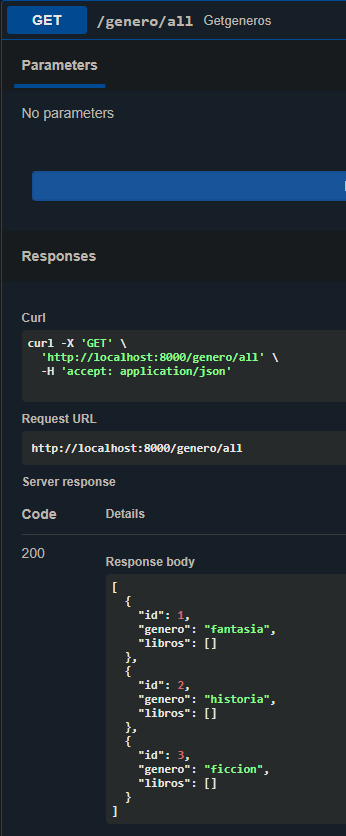 GET /genero/all Getgeneros
Parameters
No parameters
Responses
Curl
curl -X 'GET' \
  'http://localhost:8000/genero/all' \
  -H 'accept: application/json'
Request URL
http://localhost:8000/genero/all
Server response
Code Details
200
Response body
[
  {
    "id": 1,
    "genero": "fantasia",
    "libros": []
  },
  {
    "id": 2,
    "genero": "historia",
    "libros": []
  },
  {
    "id": 3,
    "genero": "ficcion",
    "libros": []
  }
]